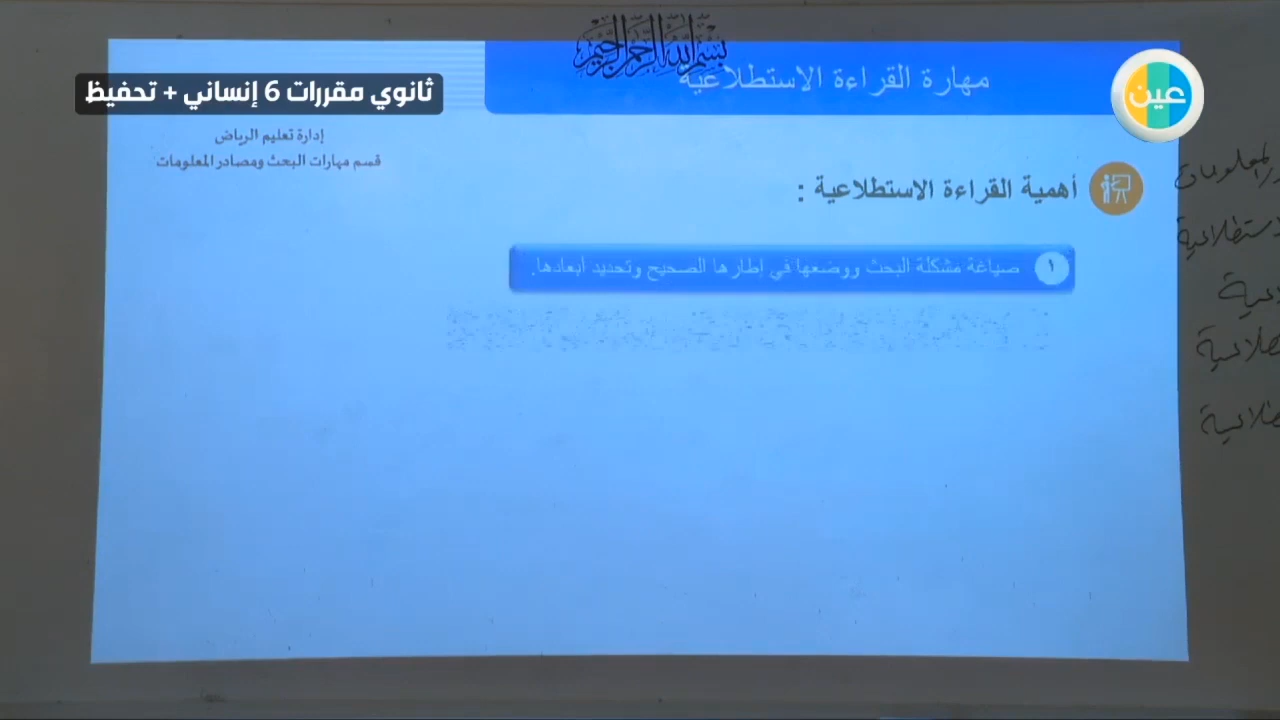 بسم الله الرحمن الرحيم
مهارة القراءة الاستطلاعية
عين
ثانوي مقررات 6 إنساني + تحفيظ
إدارة تعليم الرياض
قسم مهارات البحث ومصادر المعلومات
أهمية القراءة الاستطلاعية :
١ صياغة مشكلة البحث ووضعها في إطارها الصحيح وتحديد أبعادها.